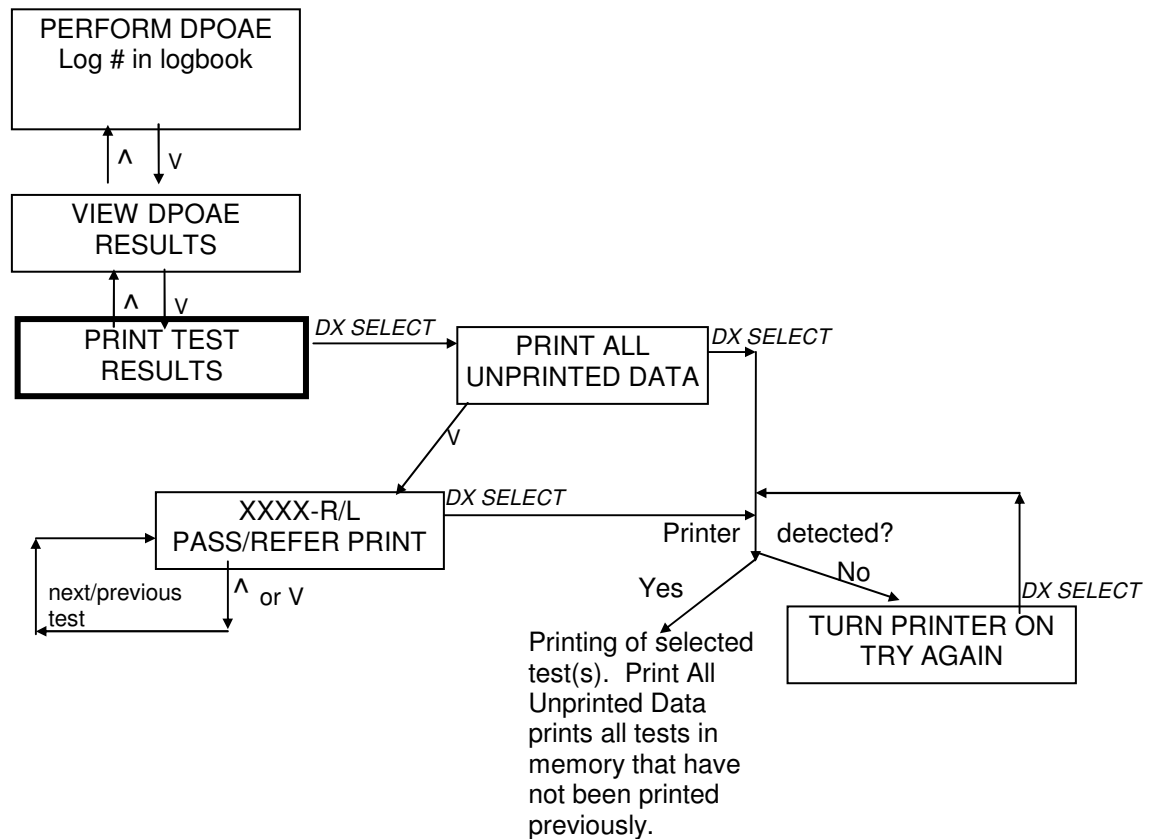 PERFORM DPOAE
Log # in logbook
^ V
VIEW DPOAE
RESULTS
^ V
PRINT TEST
RESULTS
DX SELECT
PRINT ALL
UNPRINTED DATA
DX SELECT
V
XXXX-R/L
PASS/REFER PRINT
DX SELECT
^ or V
next/previous
test
Printer detected?
Yes
No
DX SELECT
TURN PRINTER ON
TRY AGAIN
Printing of selected
test(s). Print All
Unprinted Data
prints all tests in
memory that have
not been printed
previously.